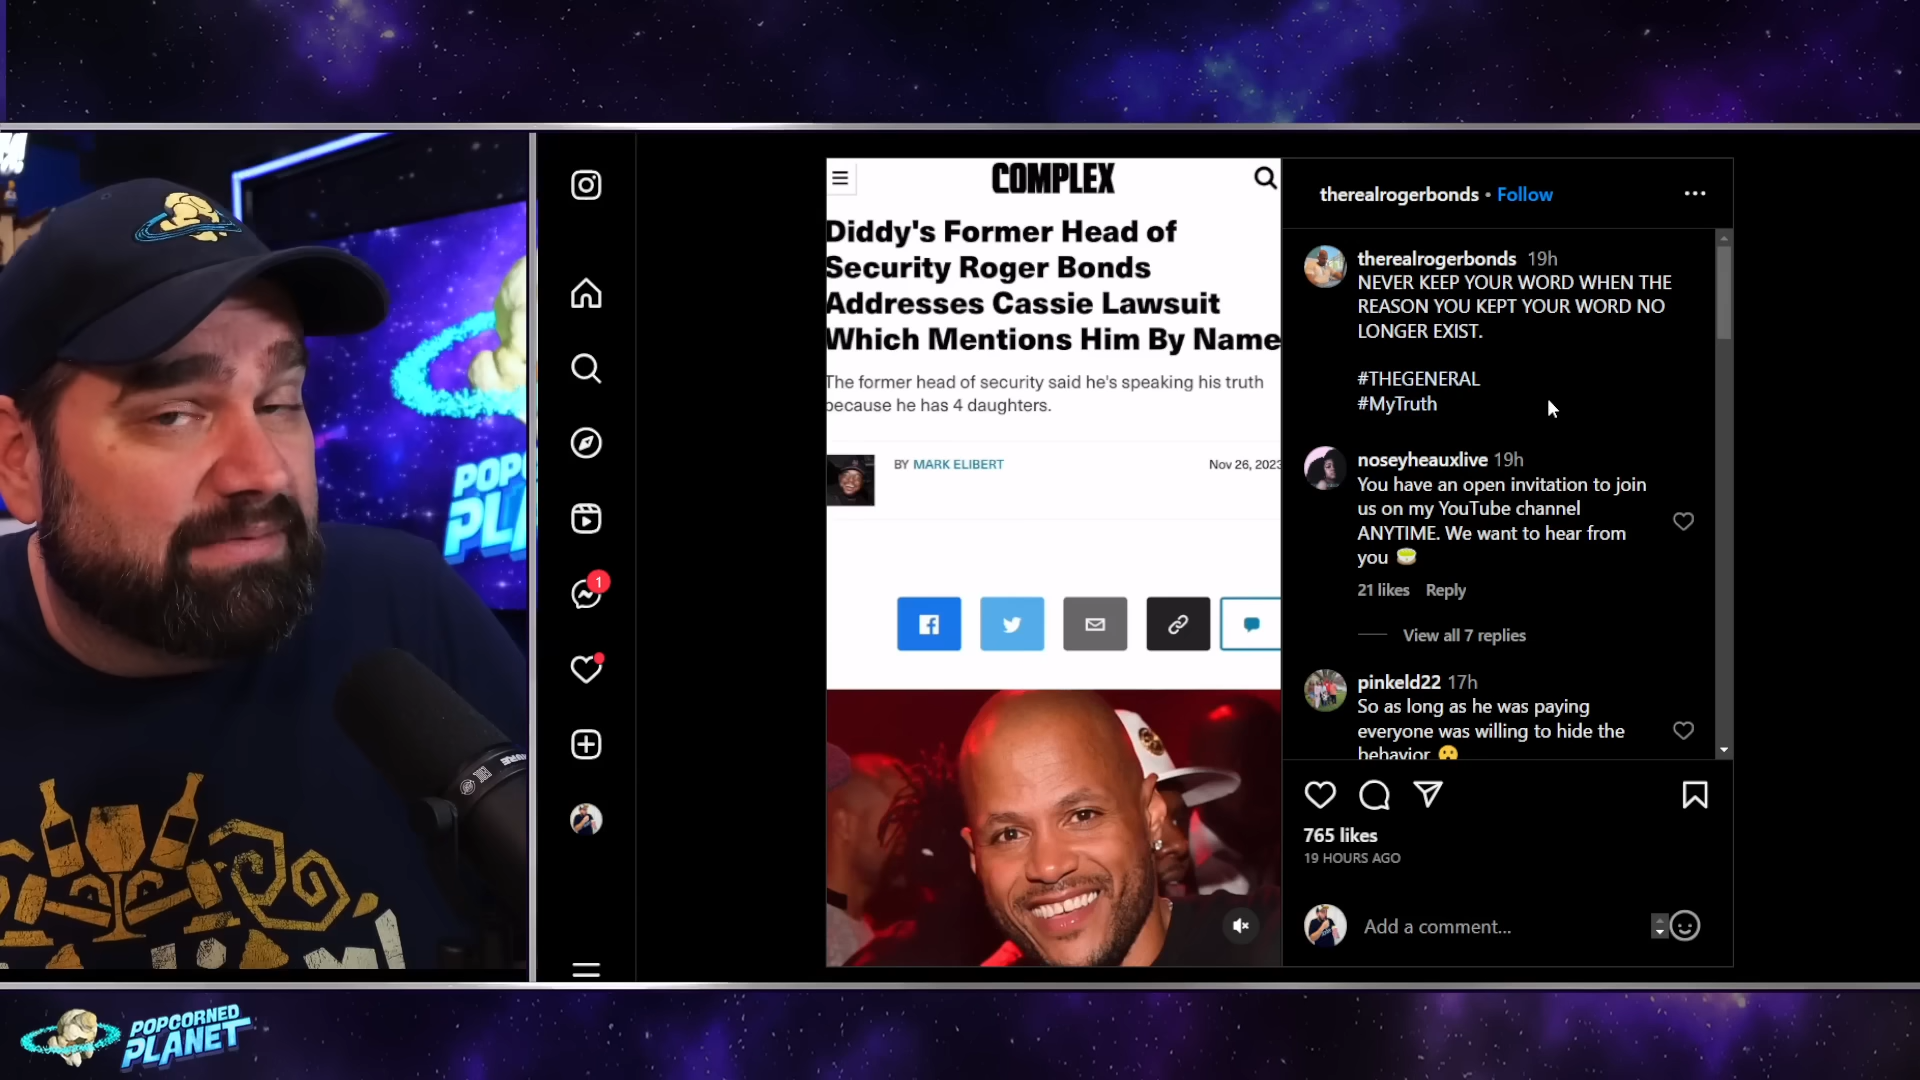 POP
PL
1
COMPLEX
Diddy's Former Head of
Security Roger Bonds
Addresses Cassie Lawsuit
Which Mentions Him By Name
The former head of security said he's speaking his truth
because he has 4 daughters.
BY MARK ELIBERT
Nov 26, 2023
therealrogerbonds • Follow
therealrogerbonds 19h
NEVER KEEP YOUR WORD WHEN THE
REASON YOU KEPT YOUR WORD NO
LONGER EXIST.
#THEGENERAL
#MyTruth
noseyheauxlive 19h
You have an open invitation to join
us on my YouTube channel
ANYTIME. We want to hear from
you
21 likes Reply
View all 7 replies
pinkeld22 17h
So as long as he was paying
everyone was willing to hide the
behavior
765 likes
19 HOURS AGO
Add a comment...
POPCORNED
PLANET